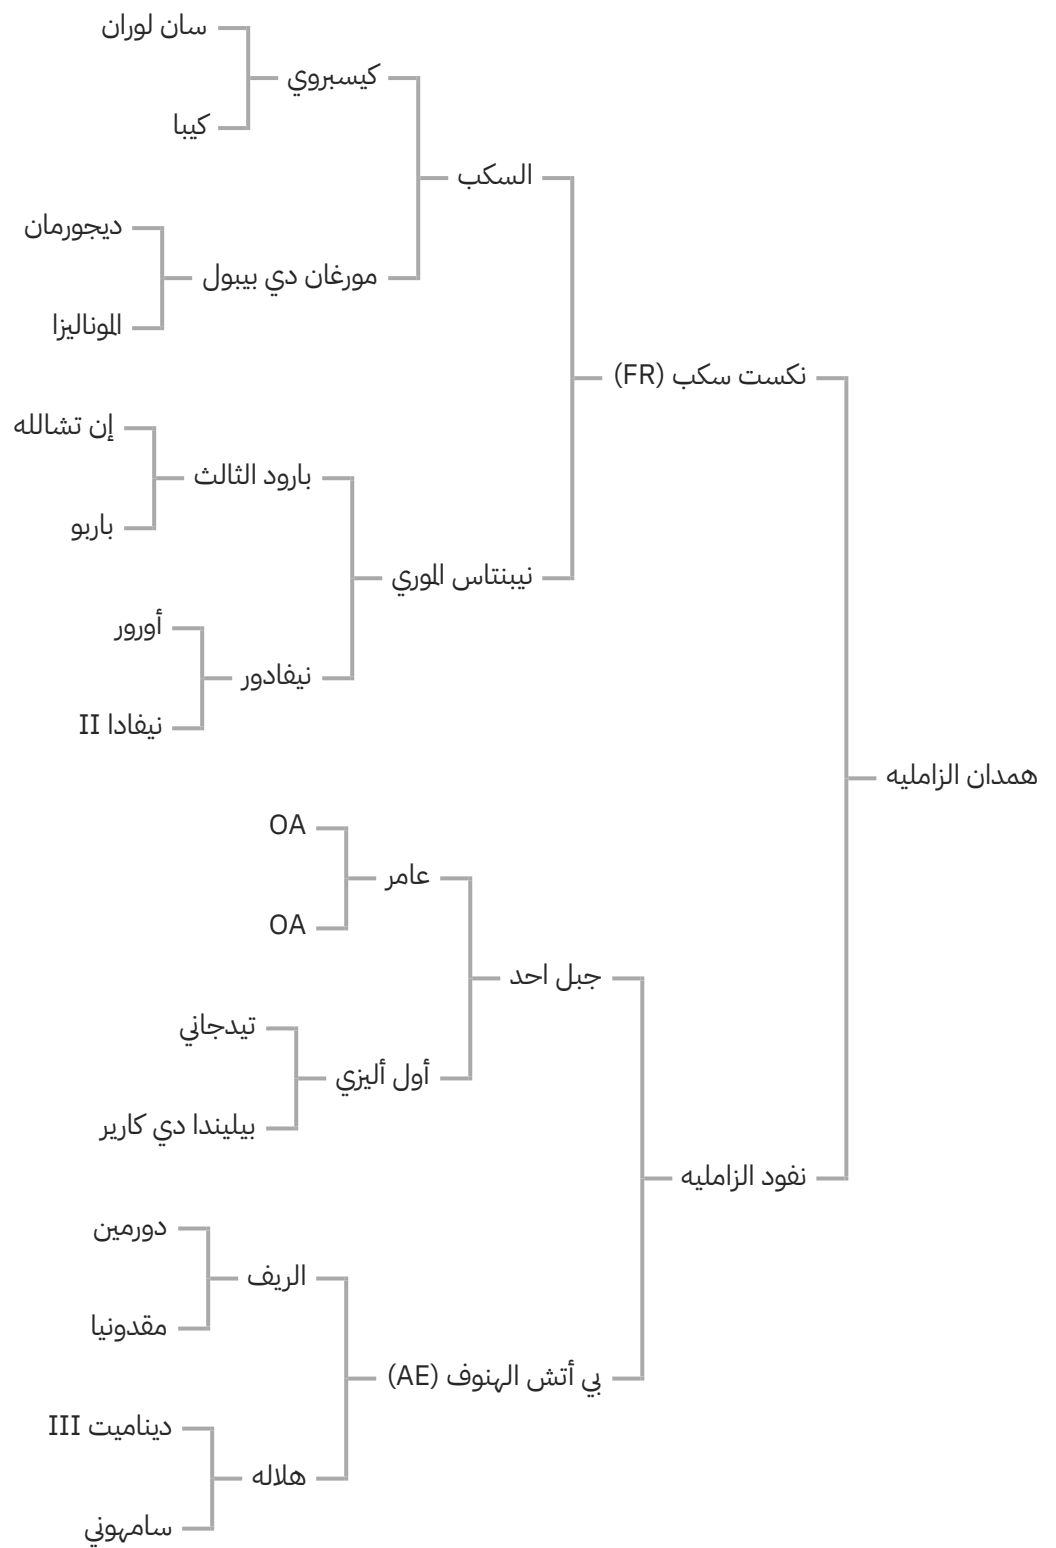 سان لوران
كيسبروي
كيبا
السكب
ديجورمان
مورغان دي بيبول
الموناليزا
نكست سكب (FR)
إن تشالله
بارود الثالث
باربو
نيبنتاس الموري
أورور
نيفادور
نيفادا II
همدان الزامليه
OA
عامر
OA
جبل احد
تيدجاني
أول أليزي
بيليندا دي كارير
نفود الزامليه
دورمين
الريف
مقدونيا
بي أتش الهنوف (AE)
ديناميت III
هلاله
سامهوني